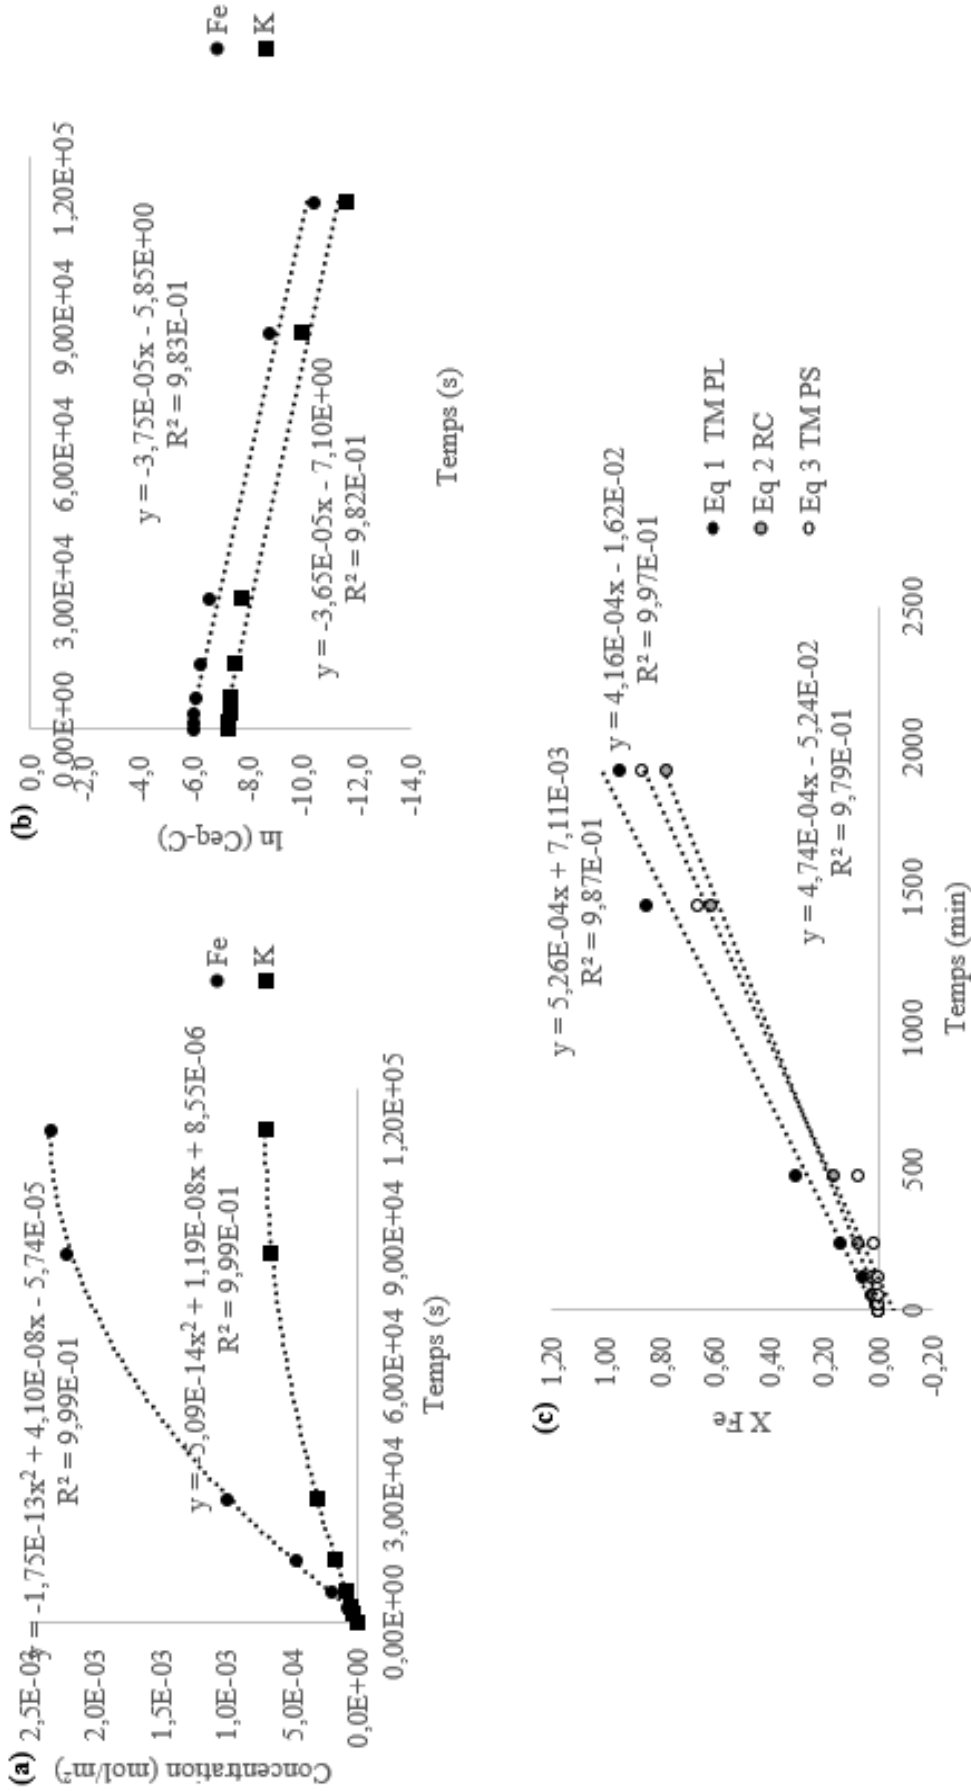 (a)
Concentration (mol/m³)
2,5E-03
2,0E-03
1,5E-03
1,0E-03
5,0E-04
0,0E+00
y = -1,75E-13x² + 4,10E-08x - 5,74E-05
R² = 9,99E-01
y = -5,09E-14x² + 1,19E-08x + 8,55E-06
R² = 9,99E-01
0,00E+00 3,00E+04 6,00E+04 9,00E+04 1,20E+05
Temps (s)
Fe
K
(b)
ln (Ceq-C)
0,0
0,00E+00 3,00E+04 6,00E+04 9,00E+04 1,20E+05
-2,0
-4,0
-6,0
-8,0
-10,0
-12,0
-14,0
y = -3,75E-05x - 5,85E+00
R² = 9,83E-01
y = -3,65E-05x - 7,10E+00
R² = 9,82E-01
Temps (s)
Fe
K
(c)
X Fe
1,20
1,00
0,80
0,60
0,40
0,20
0,00
-0,20
y = 5,26E-04x + 7,11E-03
R² = 9,87E-01
y = 4,16E-04x - 1,62E-02
R² = 9,97E-01
y = 4,74E-04x - 5,24E-02
R² = 9,79E-01
0 500 1000 1500 2000 2500
Temps (min)
Eq 1 TM PL
Eq 2 RC
Eq 3 TM PS